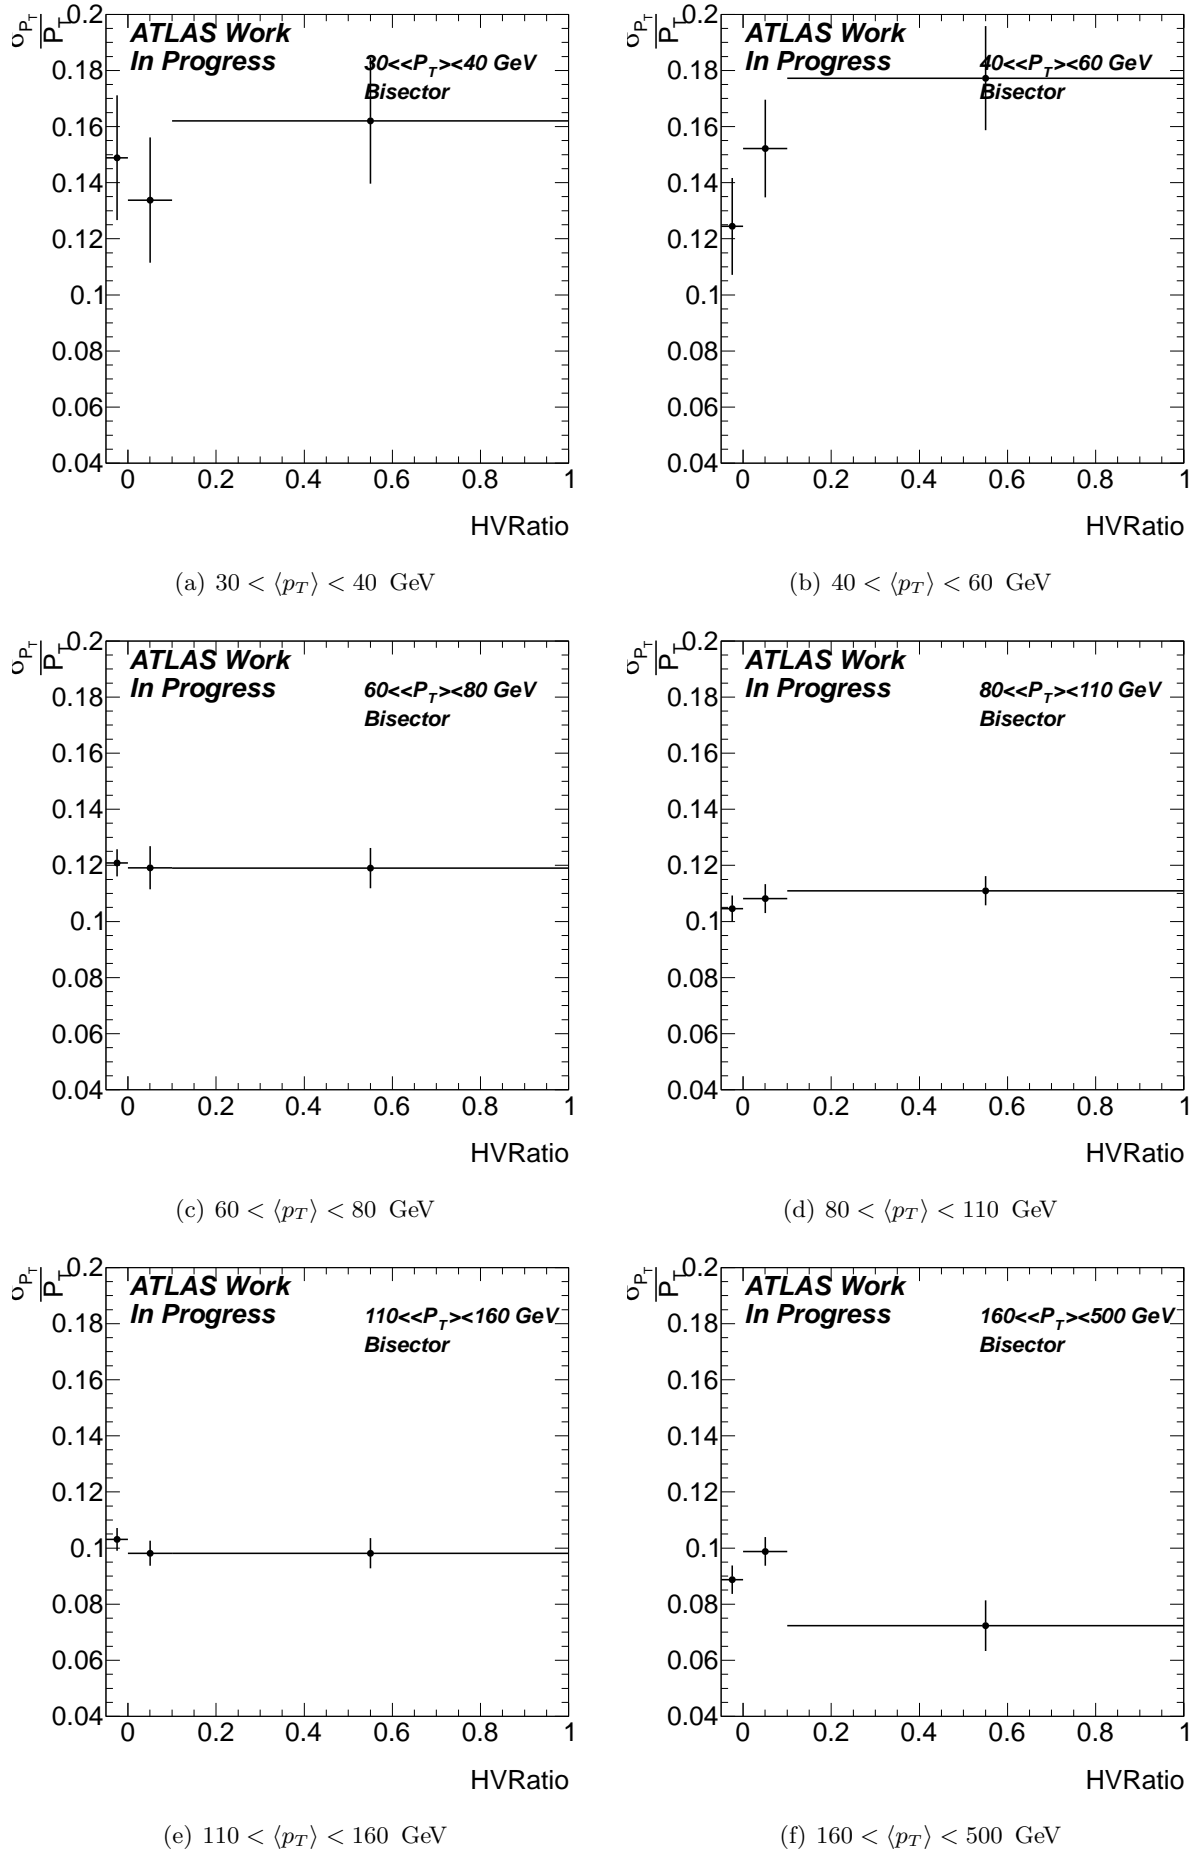 σ_{P_T} / P_T
0.2
0.18
0.16
0.14
0.12
0.1
0.08
0.06
0.04
ATLAS Work
In Progress
30<<P_T><40 GeV
Bisector
0 0.2 0.4 0.6 0.8 1
HVRatio
(a) 30 < ⟨p_T⟩ < 40 GeV
σ_{P_T} / P_T
0.2
0.18
0.16
0.14
0.12
0.1
0.08
0.06
0.04
ATLAS Work
In Progress
40<<P_T><60 GeV
Bisector
0 0.2 0.4 0.6 0.8 1
HVRatio
(b) 40 < ⟨p_T⟩ < 60 GeV
σ_{P_T} / P_T
0.2
0.18
0.16
0.14
0.12
0.1
0.08
0.06
0.04
ATLAS Work
In Progress
60<<P_T><80 GeV
Bisector
0 0.2 0.4 0.6 0.8 1
HVRatio
(c) 60 < ⟨p_T⟩ < 80 GeV
σ_{P_T} / P_T
0.2
0.18
0.16
0.14
0.12
0.1
0.08
0.06
0.04
ATLAS Work
In Progress
80<<P_T><110 GeV
Bisector
0 0.2 0.4 0.6 0.8 1
HVRatio
(d) 80 < ⟨p_T⟩ < 110 GeV
σ_{P_T} / P_T
0.2
0.18
0.16
0.14
0.12
0.1
0.08
0.06
0.04
ATLAS Work
In Progress
110<<P_T><160 GeV
Bisector
0 0.2 0.4 0.6 0.8 1
HVRatio
(e) 110 < ⟨p_T⟩ < 160 GeV
σ_{P_T} / P_T
0.2
0.18
0.16
0.14
0.12
0.1
0.08
0.06
0.04
ATLAS Work
In Progress
160<<P_T><500 GeV
Bisector
0 0.2 0.4 0.6 0.8 1
HVRatio
(f) 160 < ⟨p_T⟩ < 500 GeV